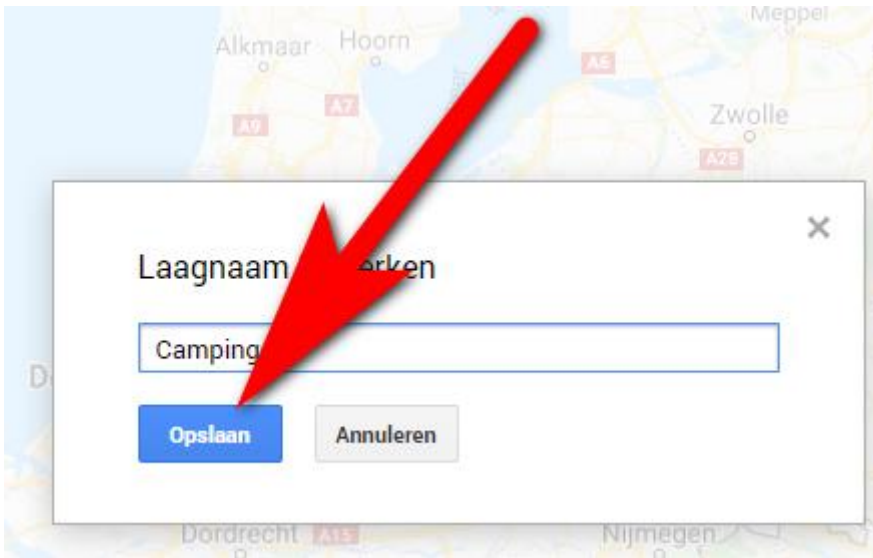 Meppel
Alkmaar Hoorn
A6
A7
A9
Zwolle
A28
×
Laagnaam
Camping
Opslaan
Annuleren
Dordrecht A15
Nijmegen